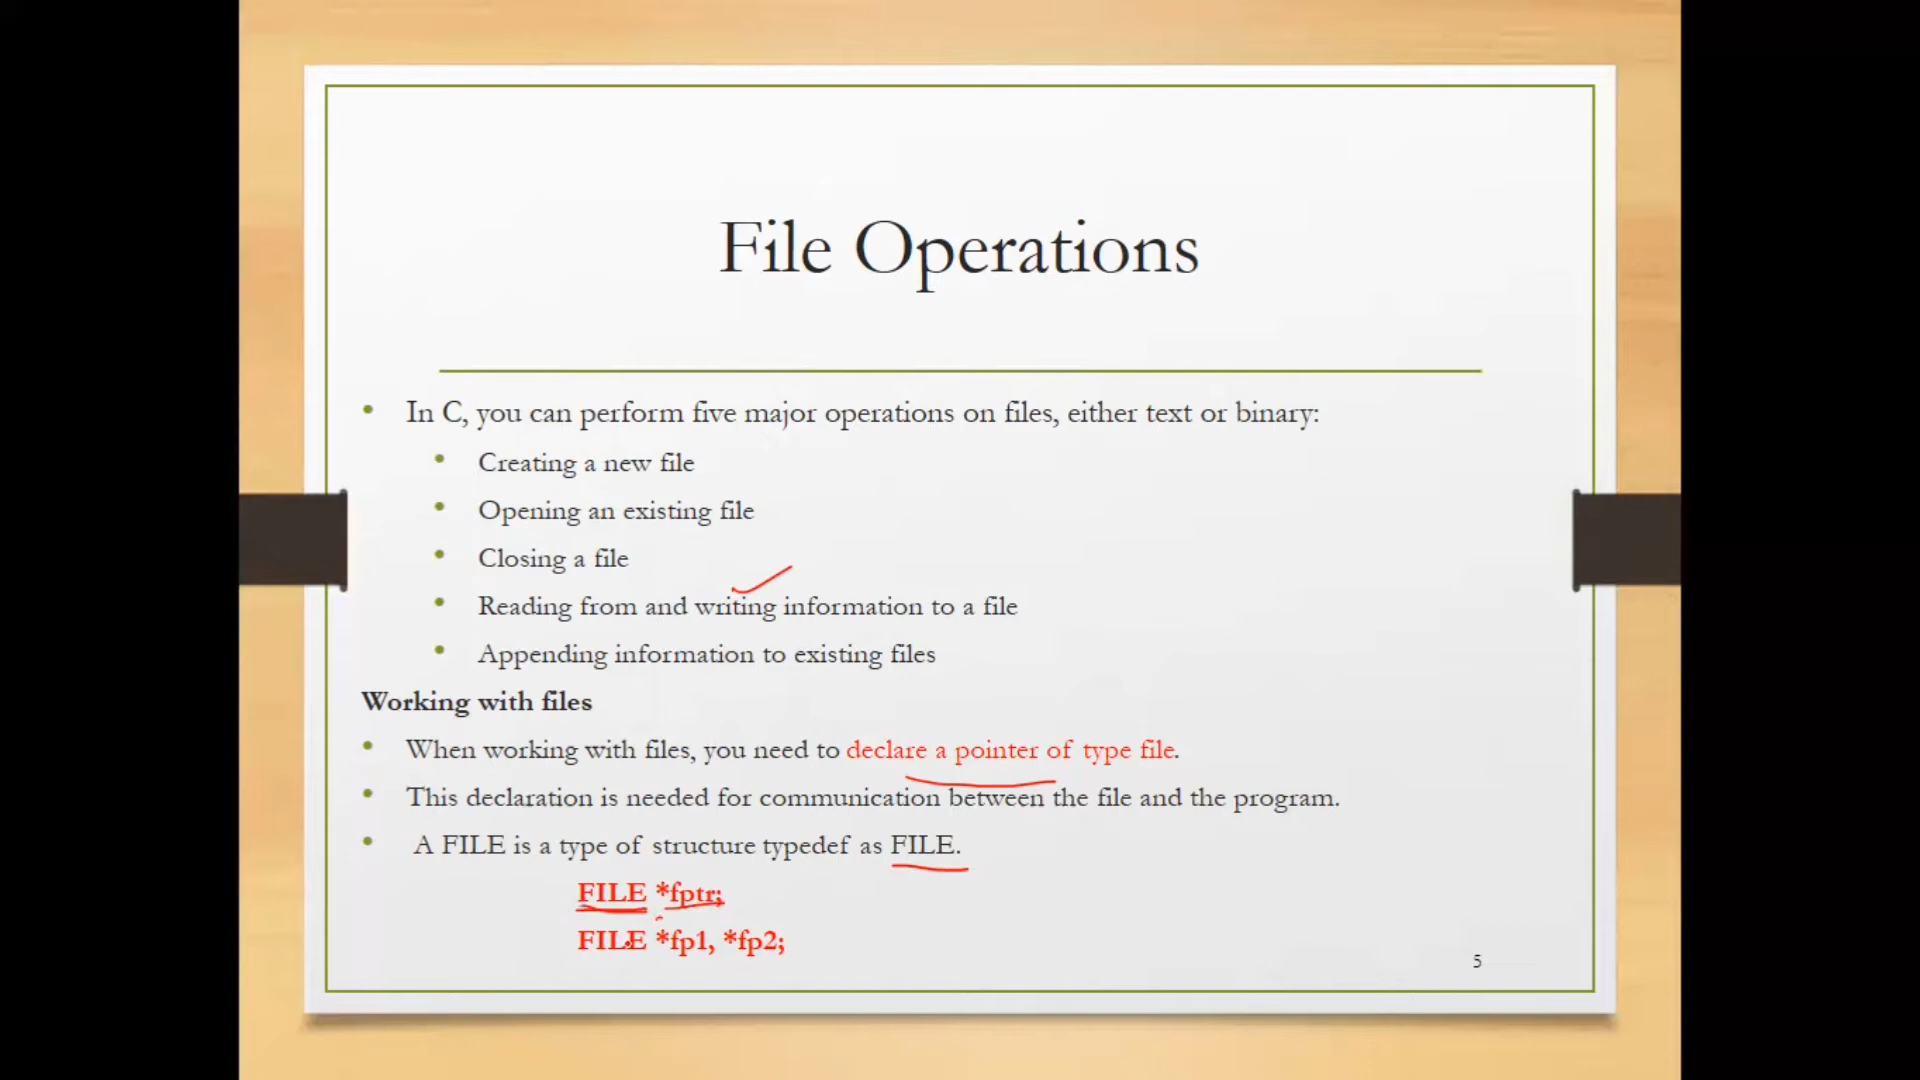 File Operations
• In C, you can perform five major operations on files, either text or binary:
• Creating a new file
• Opening an existing file
• Closing a file
• Reading from and writing information to a file
• Appending information to existing files
Working with files
• When working with files, you need to declare a pointer of type file.
• This declaration is needed for communication between the file and the program.
• A FILE is a type of structure typedef as FILE.
FILE *fptr;
FILE *fp1, *fp2;
5